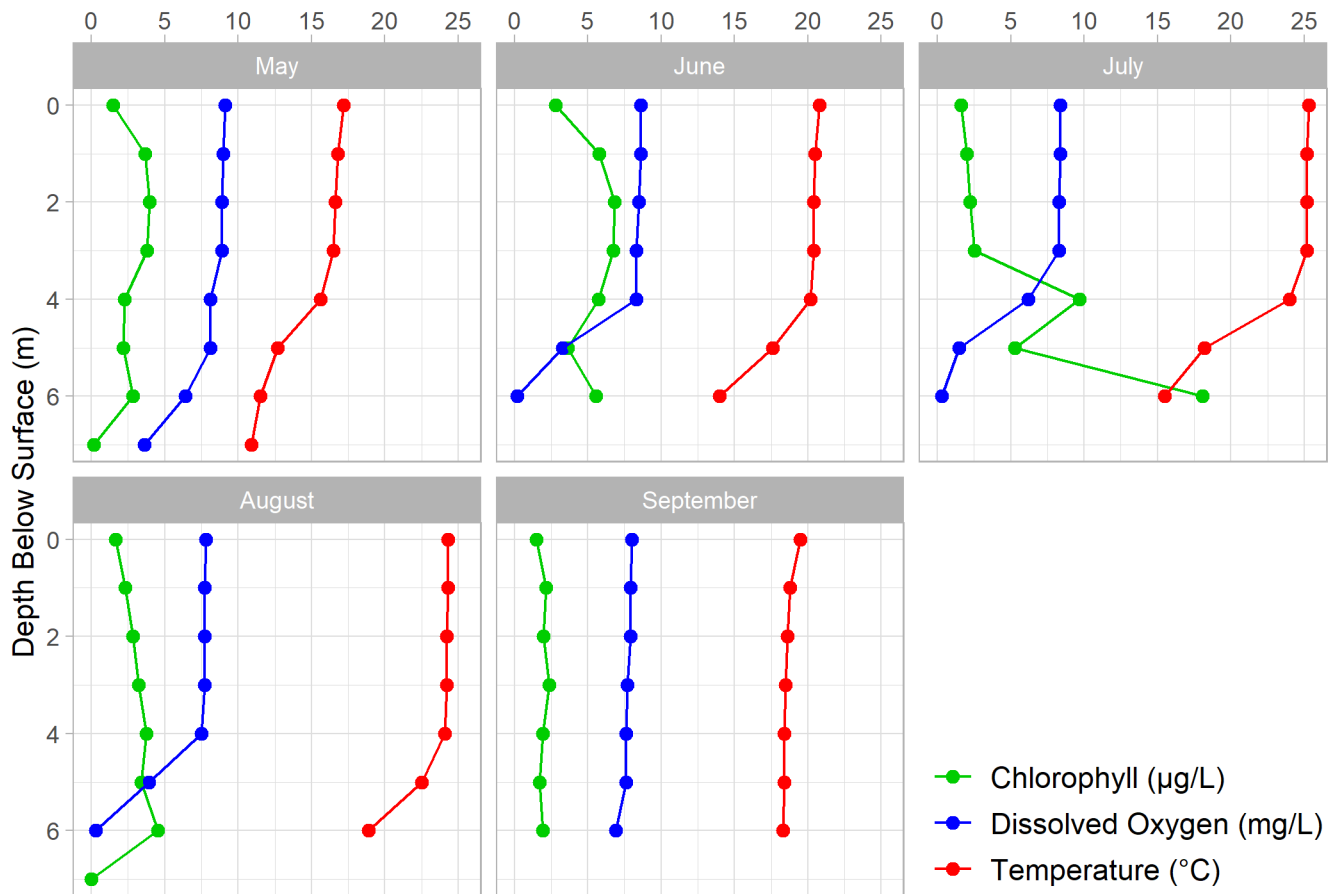 0 5 10 15 20 25 0 5 10 15 20 25 0 5 10 15 20 25
May June July
0
2
4
6
Depth Below Surface (m)
August September
0
2
4
6
Chlorophyll (µg/L)
Dissolved Oxygen (mg/L)
Temperature (°C)